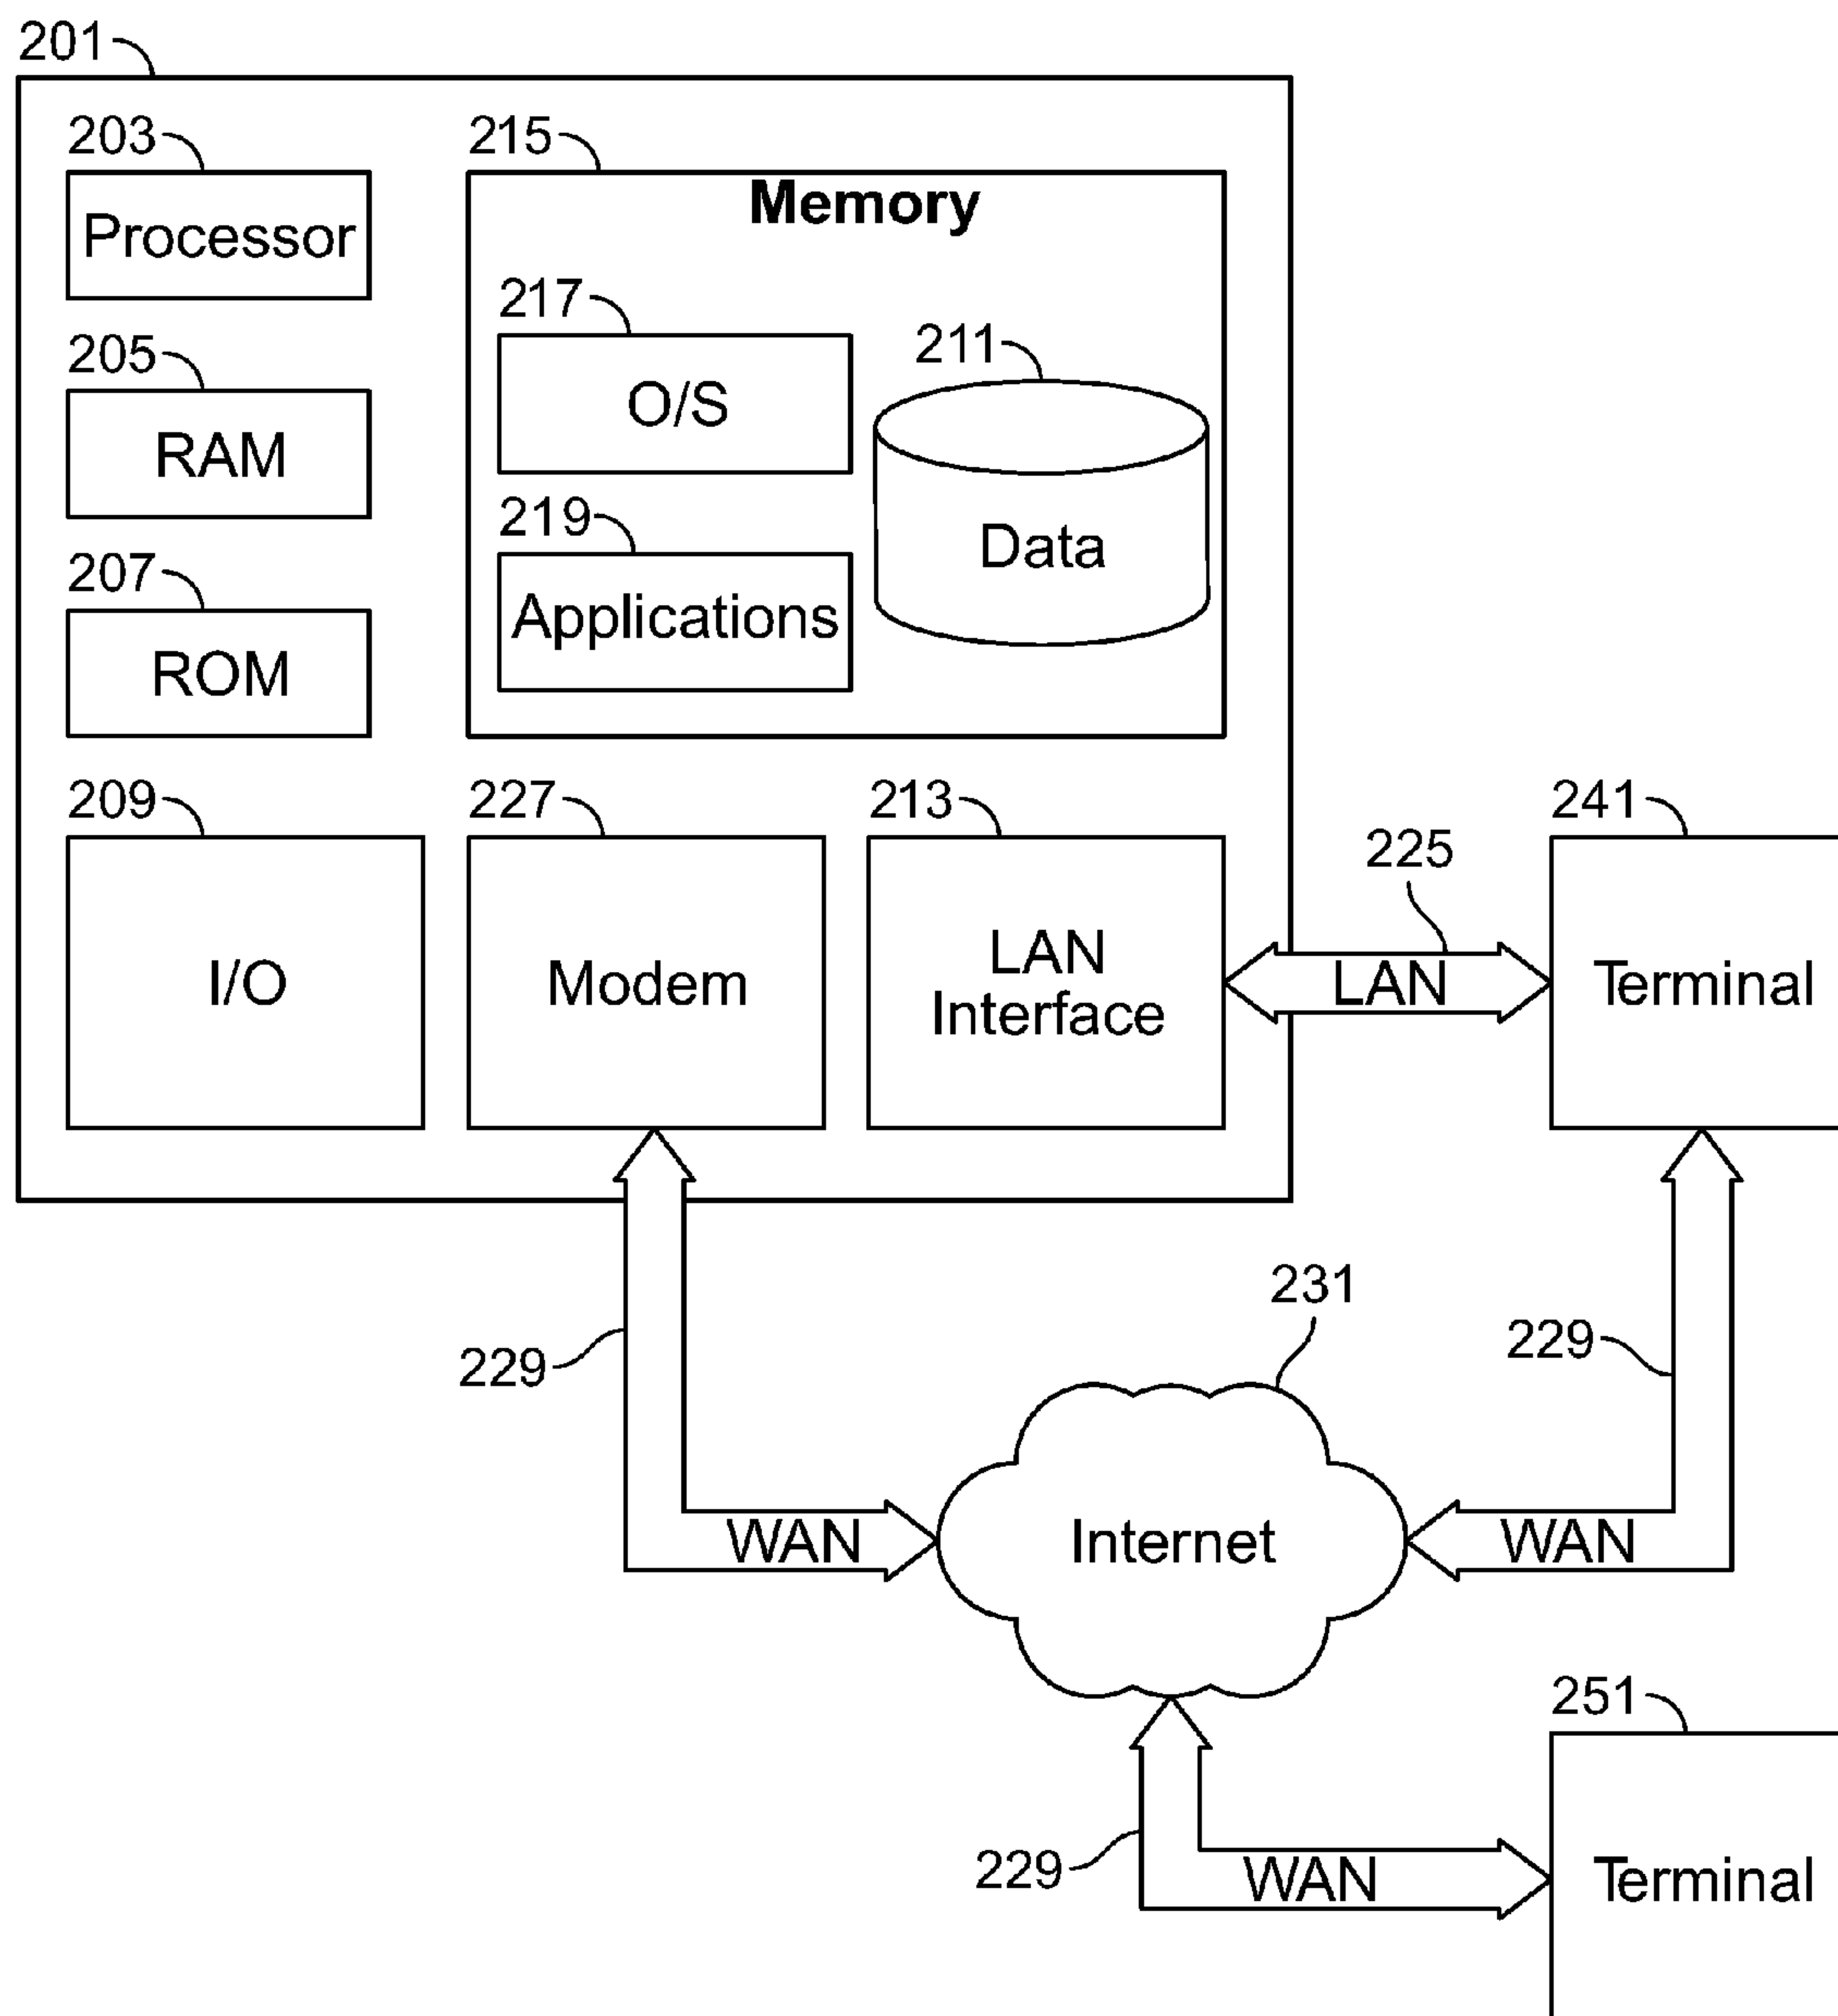 201
203
215
Processor
Memory
217
211
205
O/S
RAM
219
Data
207
Applications
ROM
209
227
213
241
225
I/O
Modem
LAN
Interface
LAN
Terminal
231
229
229
WAN
Internet
WAN
251
229
WAN
Terminal